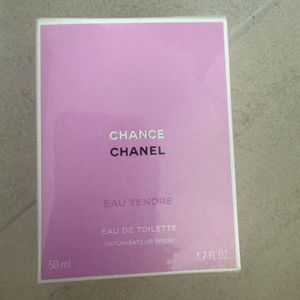 CHANCE
CHANEL
EAU TENDRE
EAU DE TOILETTE
VAPORISATEUR SPRAY
50 ml 1.7 FL. OZ.